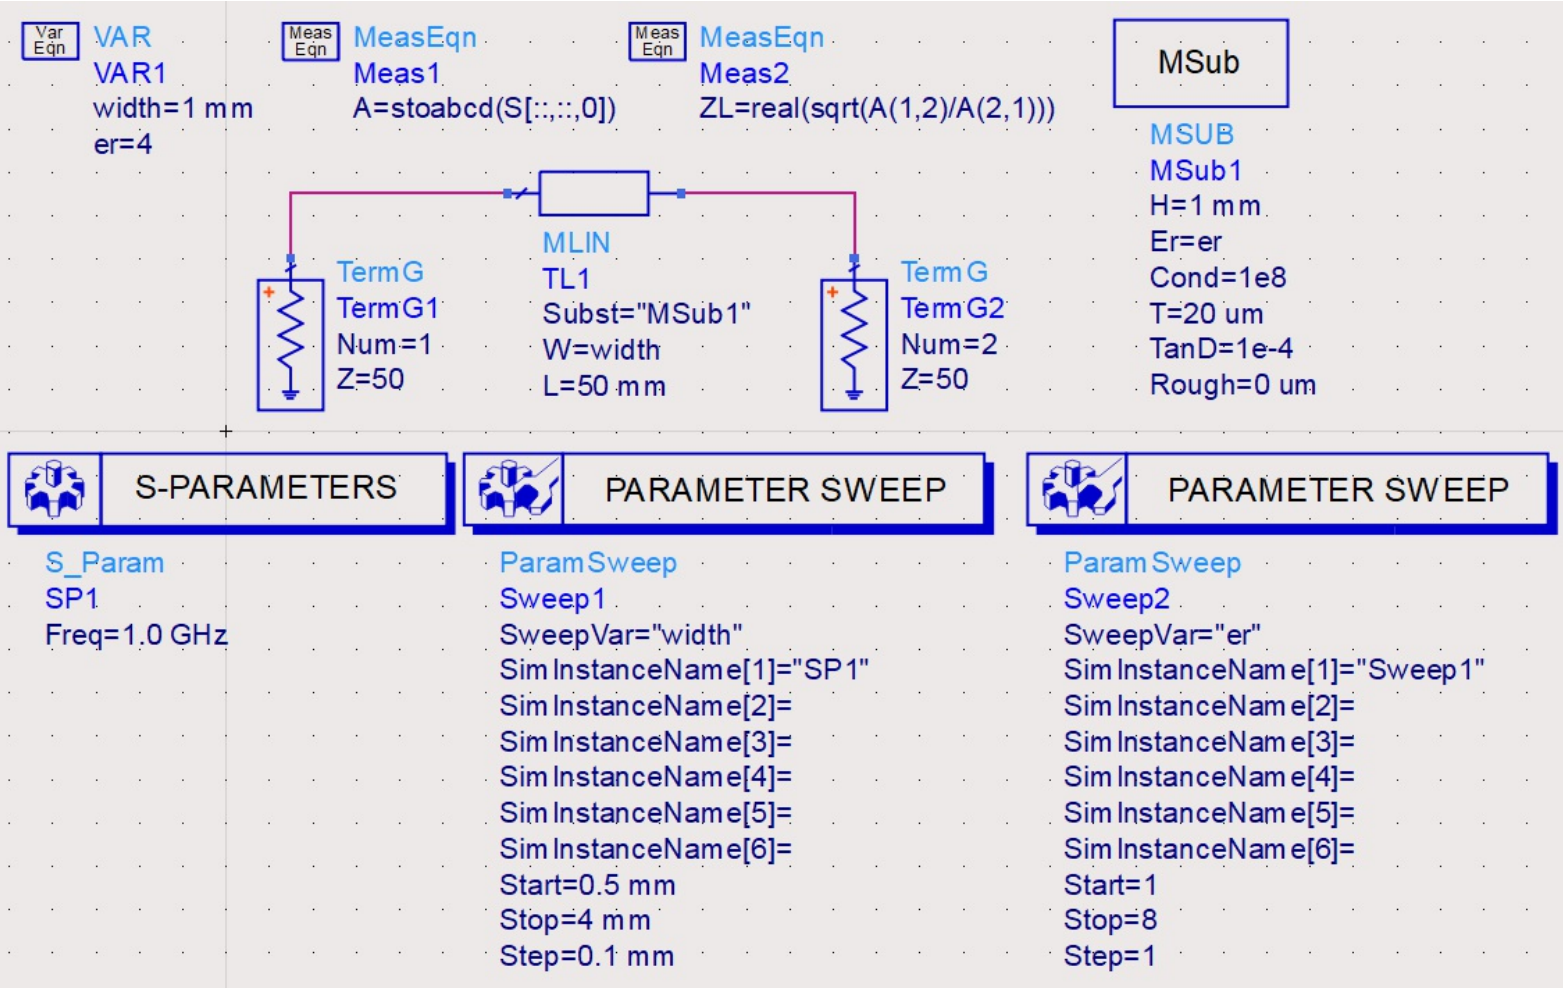 Var
Eqn
VAR
VAR1
width=1 mm
er=4
Meas
Eqn
MeasEqn
Meas1
A=stoabcd(S[::,::,0])
Meas
Eqn
MeasEqn
Meas2
ZL=real(sqrt(A(1,2)/A(2,1)))
MSub
MSUB
MSub1
H=1 mm
Er=er
Cond=1e8
T=20 um
TanD=1e-4
Rough=0 um
+
TermG
TermG1
Num=1
Z=50
MLIN
TL1
Subst="MSub1"
W=width
L=50 mm
+
TermG
TermG2
Num=2
Z=50
S-PARAMETERS
S_Param
SP1
Freq=1.0 GHz
PARAMETER SWEEP
ParamSweep
Sweep1
SweepVar="width"
SimInstanceName[1]="SP1"
SimInstanceName[2]=
SimInstanceName[3]=
SimInstanceName[4]=
SimInstanceName[5]=
SimInstanceName[6]=
Start=0.5 mm
Stop=4 mm
Step=0.1 mm
PARAMETER SWEEP
ParamSweep
Sweep2
SweepVar="er"
SimInstanceName[1]="Sweep1"
SimInstanceName[2]=
SimInstanceName[3]=
SimInstanceName[4]=
SimInstanceName[5]=
SimInstanceName[6]=
Start=1
Stop=8
Step=1